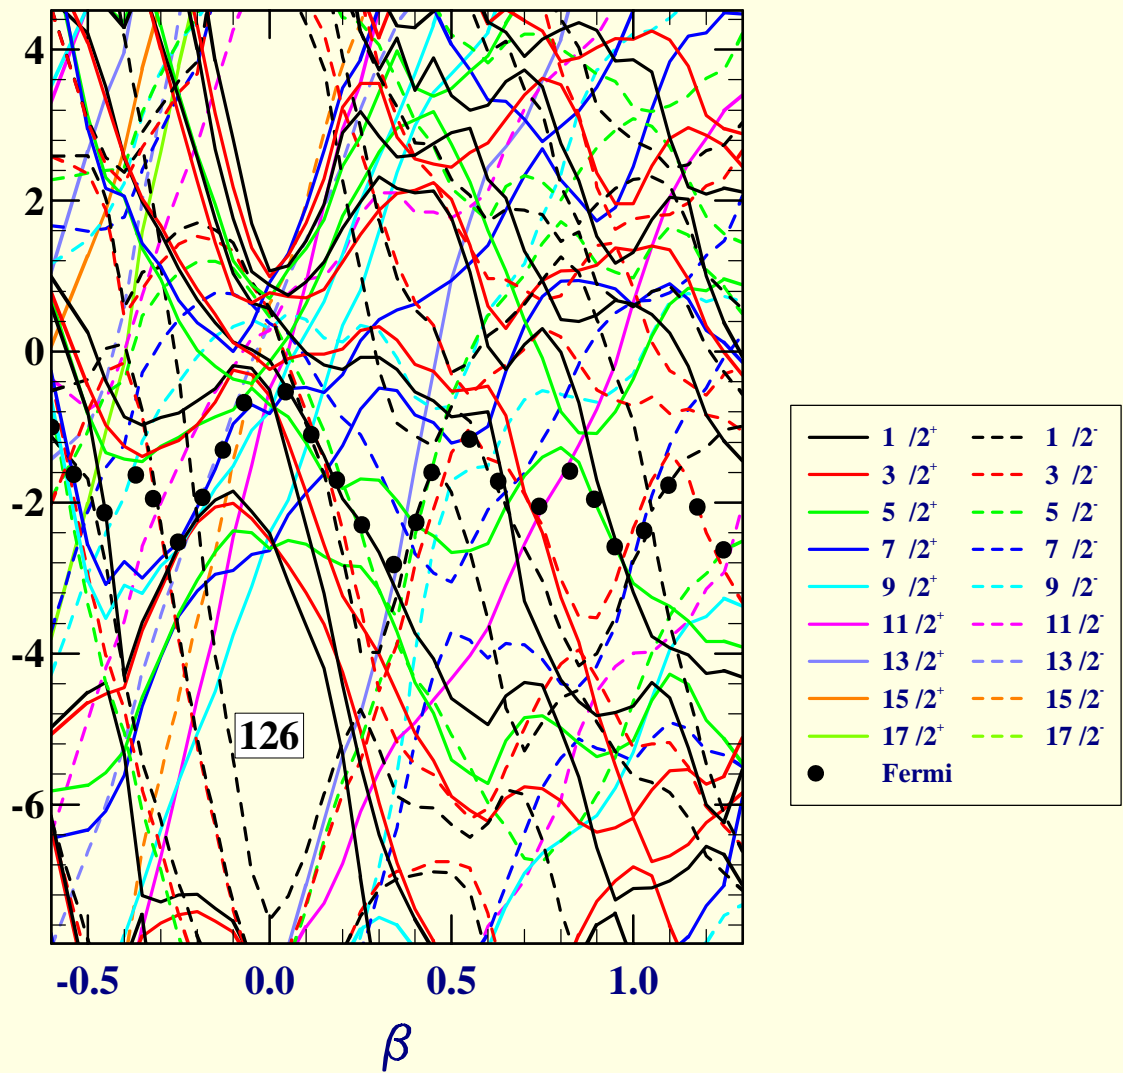 4
2
0
-2
-4
-6
126
-0.5 0.0 0.5 1.0
β
1 /2+ 1 /2-
3 /2+ 3 /2-
5 /2+ 5 /2-
7 /2+ 7 /2-
9 /2+ 9 /2-
11 /2+ 11 /2-
13 /2+ 13 /2-
15 /2+ 15 /2-
17 /2+ 17 /2-
Fermi